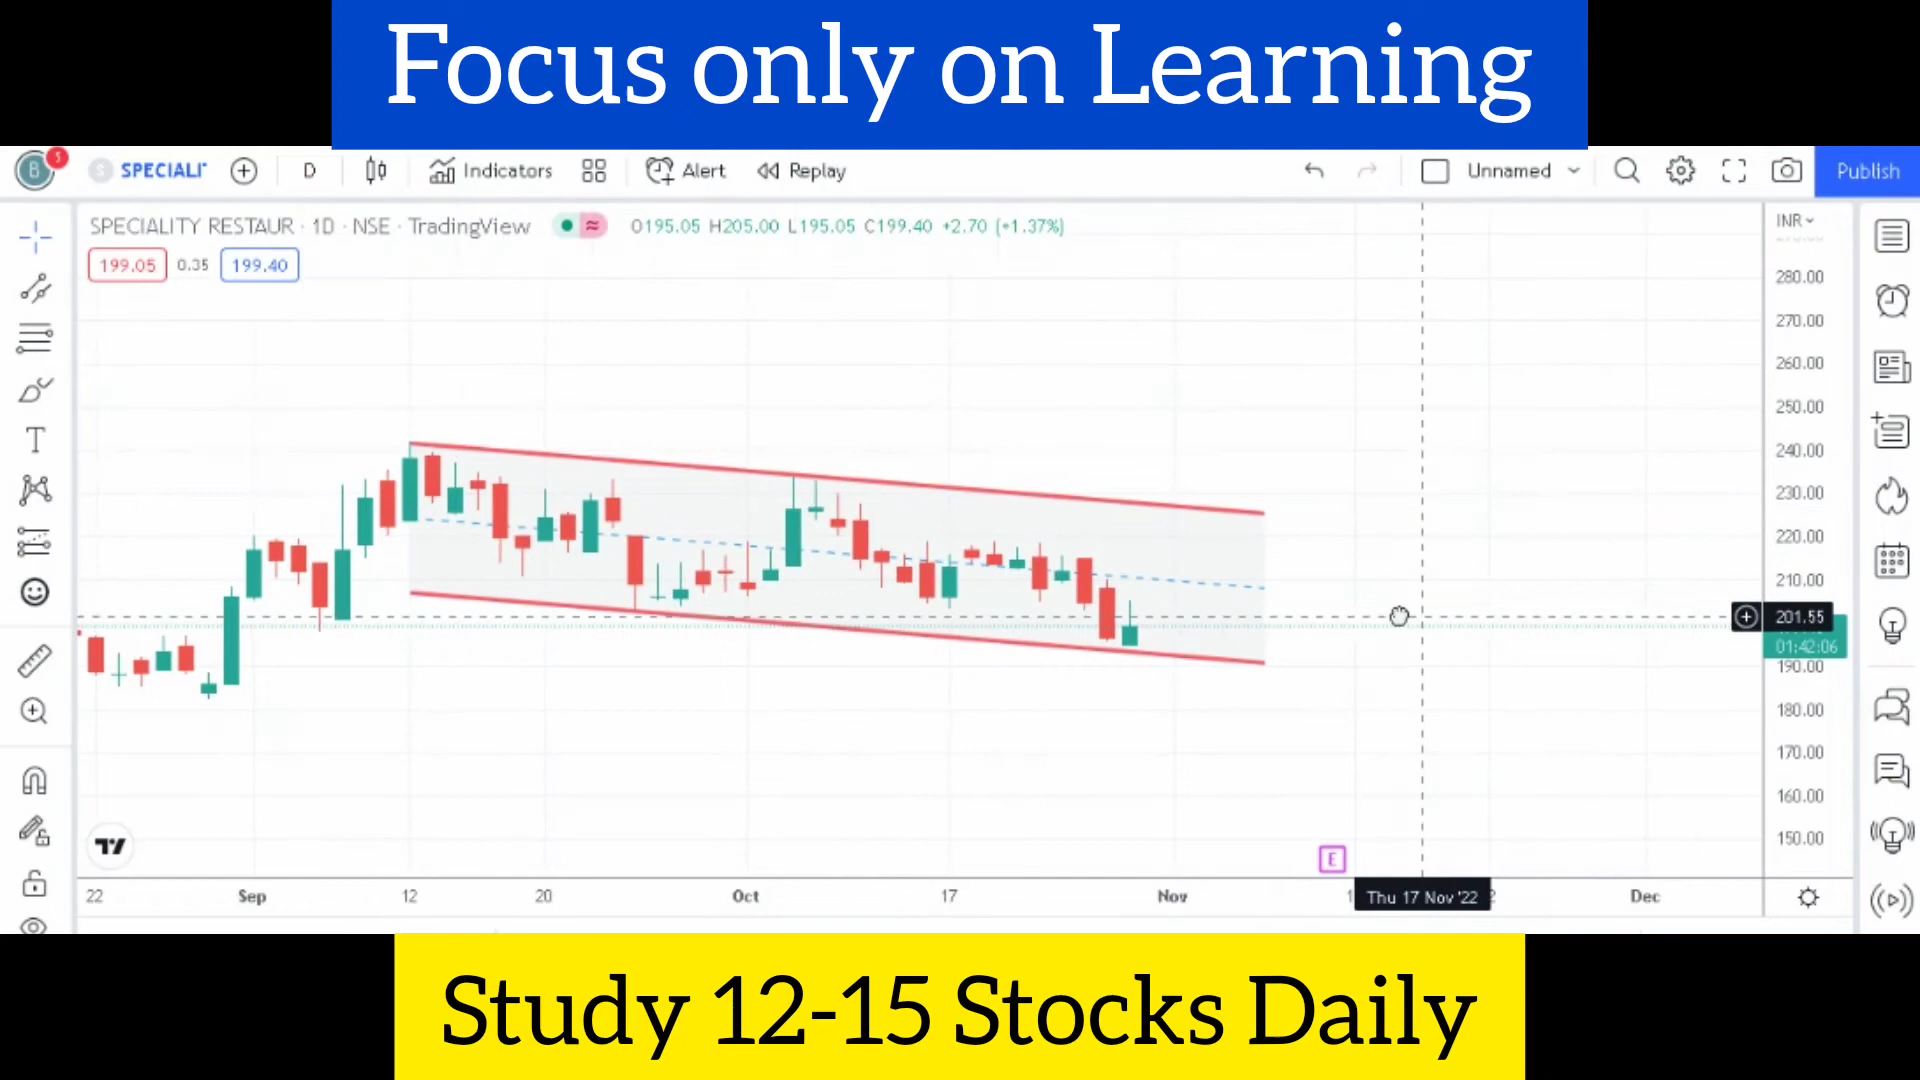 Focus only on Learning
B 5 S SPECIALI D Indicators Alert Replay Unnamed Publish
SPECIALITY RESTAUR · 1D · NSE · TradingView O195.05 H205.00 L195.05 C199.40 +2.70 (+1.37%) INR
199.05 0.35 199.40
280.00
270.00
260.00
250.00
240.00
230.00
220.00
210.00
201.55
01:42:06
190.00
180.00
170.00
160.00
150.00
E
22 Sep 12 20 Oct 17 Nov Thu 17 Nov '22 Dec
Study 12-15 Stocks Daily